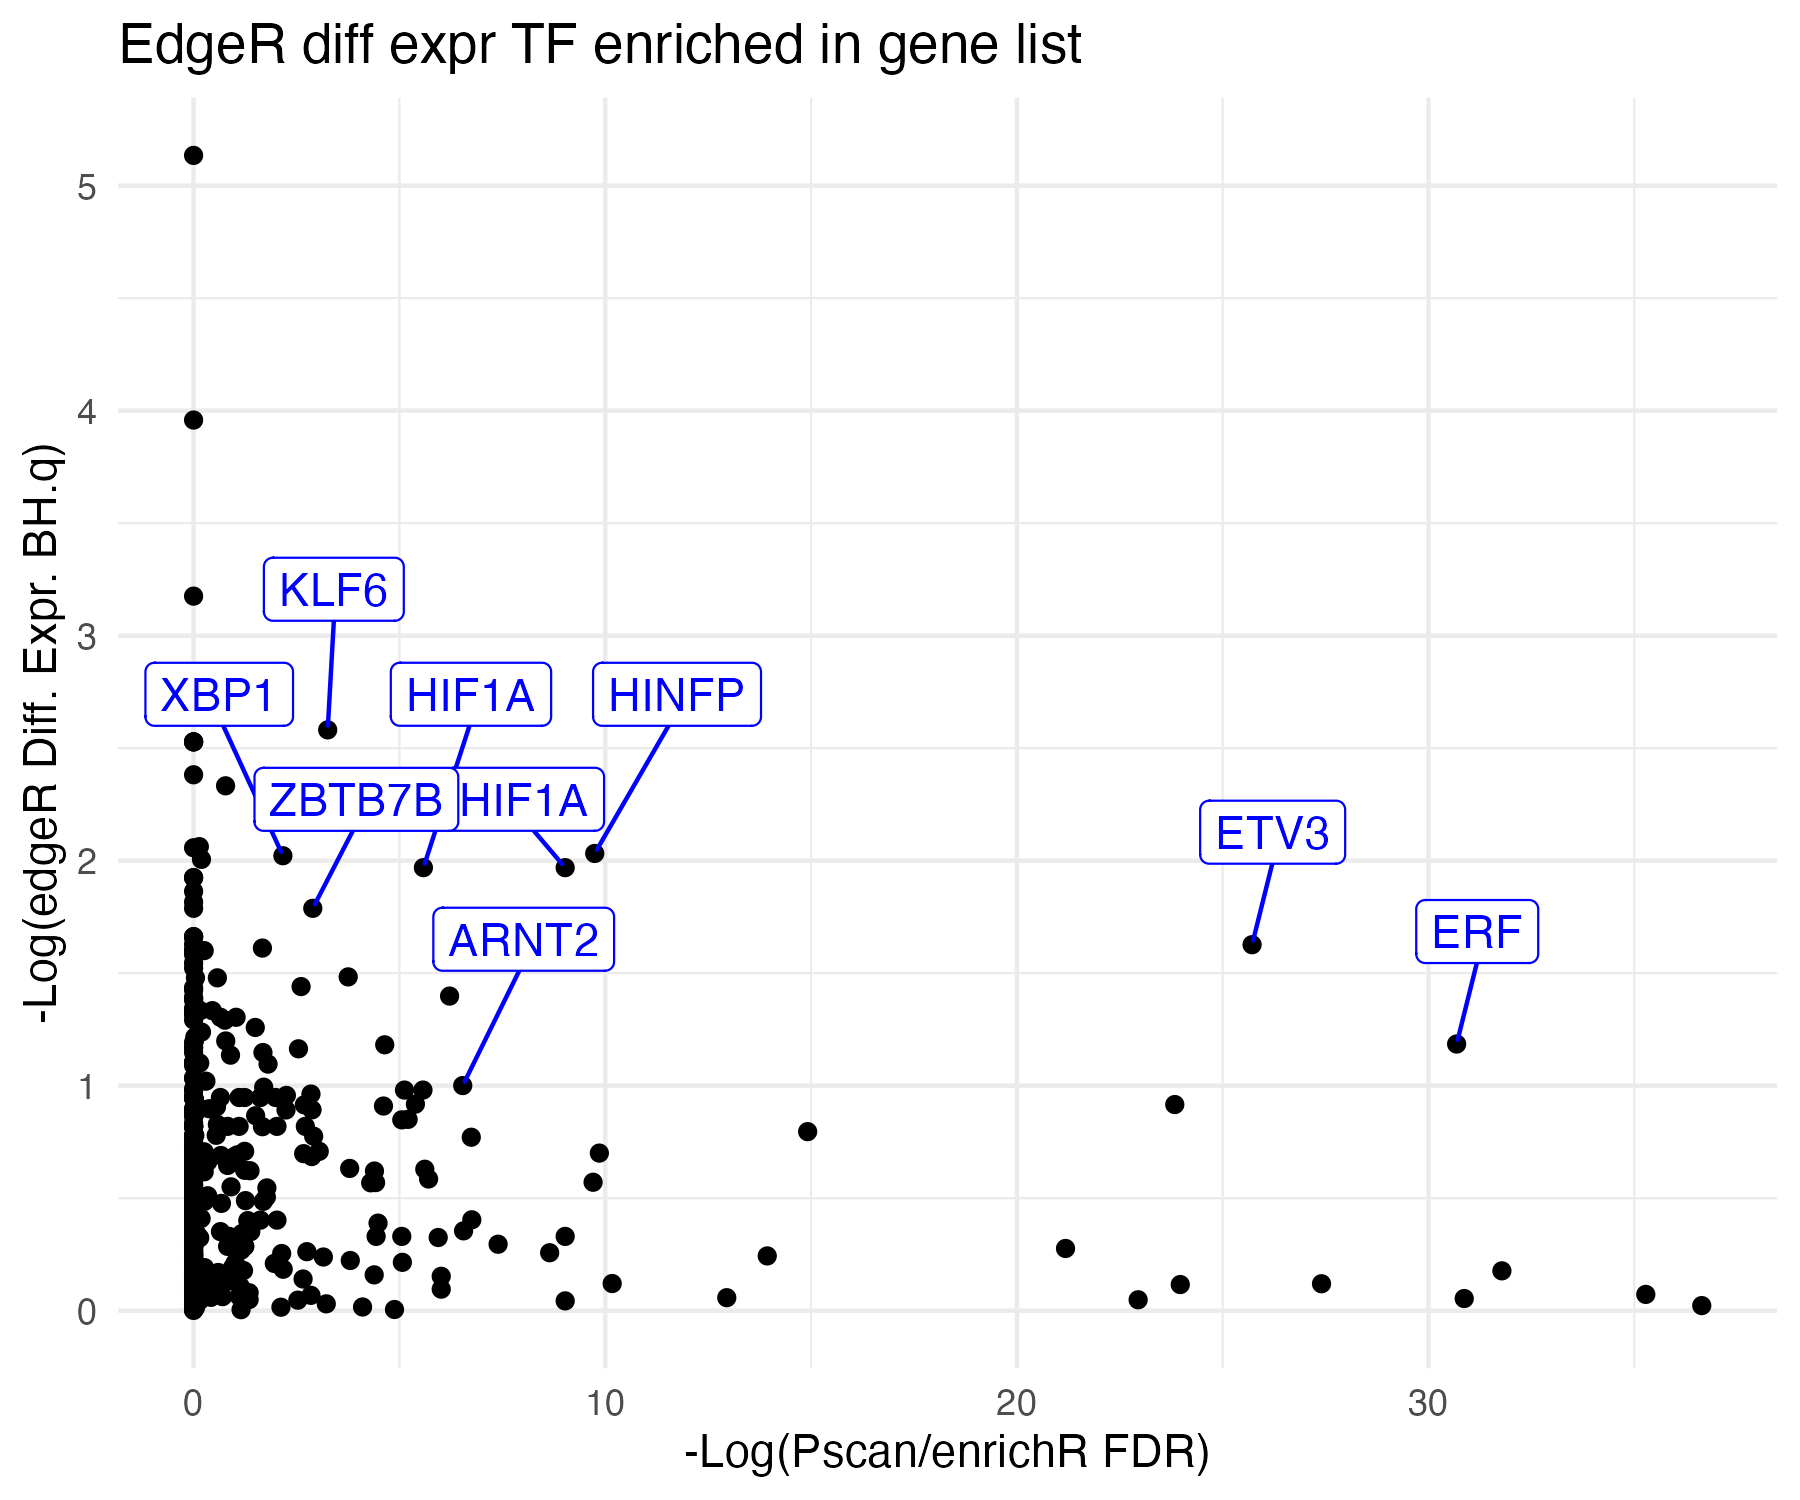 EdgeR diff expr TF enriched in gene list
-Log(edgeR Diff. Expr. BH.q)
5
4
3
2
1
0
KLF6
XBP1
HIF1A
HINFP
ZBTB7B
HIF1A
ETV3
ERF
ARNT2
0
10
20
30
-Log(Pscan/enrichR FDR)